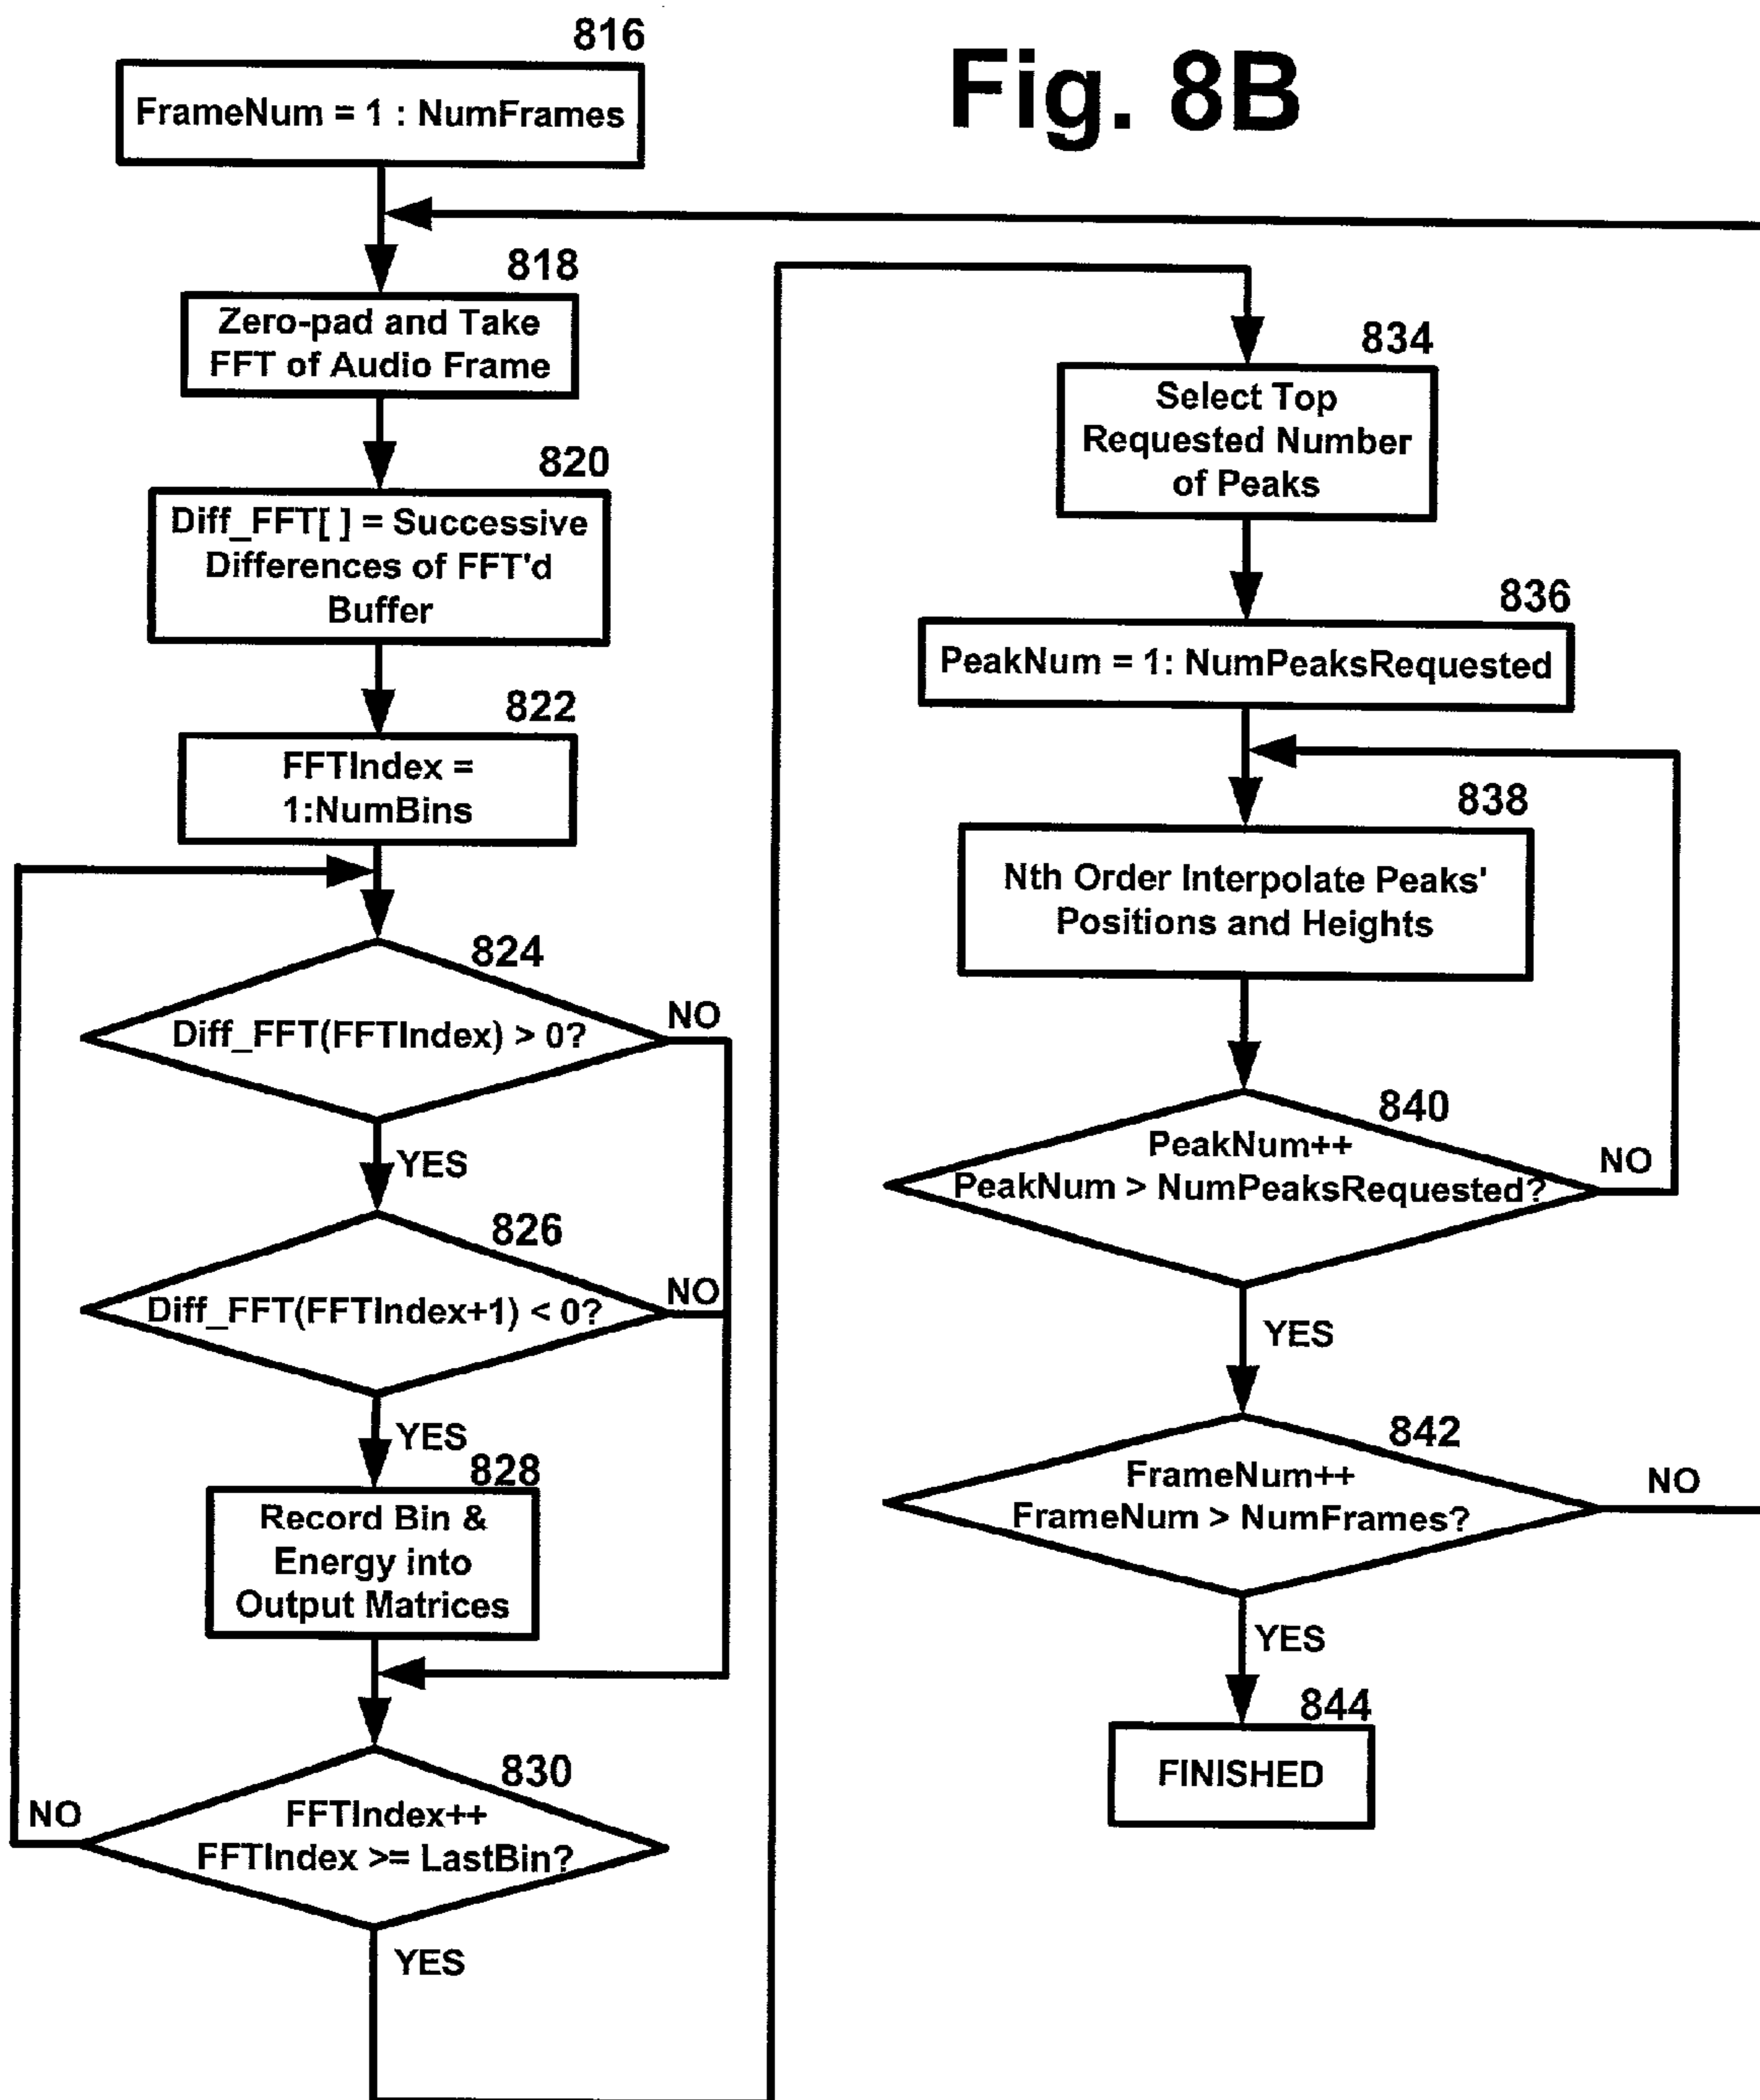 Fig. 8B
816
FrameNum = 1 : NumFrames
818
Zero-pad and Take
FFT of Audio Frame
820
Diff_FFT[ ] = Successive
Differences of FFT'd
Buffer
822
FFTIndex =
1:NumBins
824
Diff_FFT(FFTIndex) > 0?
NO
YES
826
Diff_FFT(FFTIndex+1) < 0?
NO
YES
828
Record Bin &
Energy into
Output Matrices
830
FFTIndex++
FFTIndex >= LastBin?
NO
YES
834
Select Top
Requested Number
of Peaks
836
PeakNum = 1: NumPeaksRequested
838
Nth Order Interpolate Peaks'
Positions and Heights
840
PeakNum++
PeakNum > NumPeaksRequested?
NO
YES
842
FrameNum++
FrameNum > NumFrames?
NO
YES
844
FINISHED